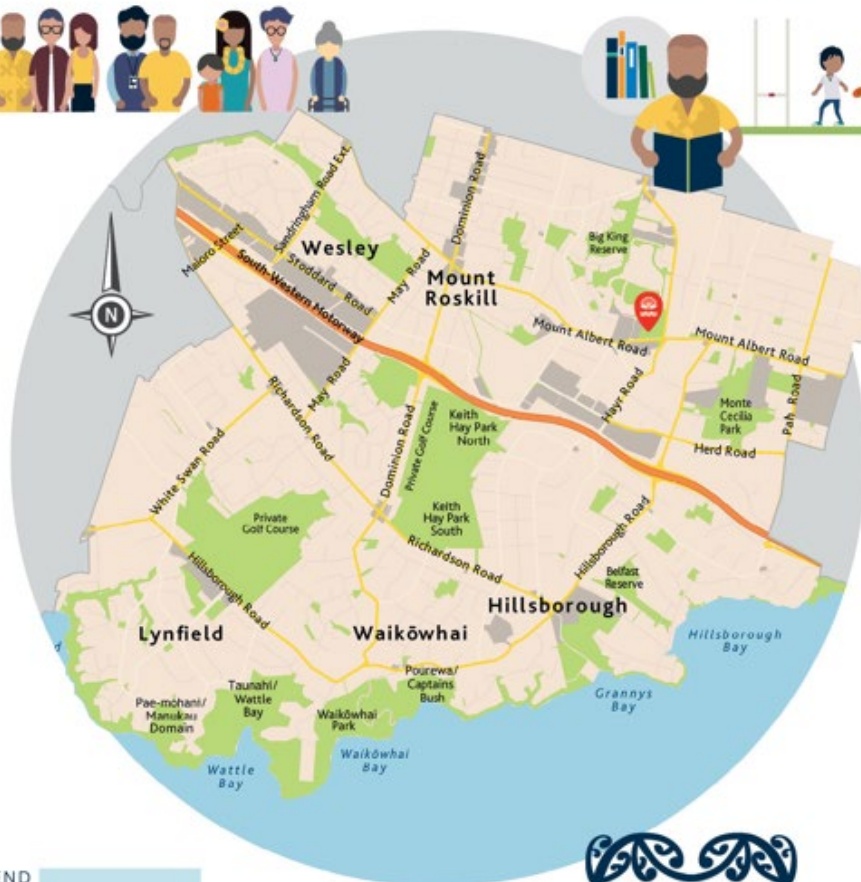 Sandringham Road Ext.
Dominion Road
Wesley
Maioro Street
Stoddard Road
South-Western Motorway
May Road
Mount
Roskill
Big King
Reserve
Mount Albert Road
Mount Albert Road
N
May Road
Richardson Road
Dominion Road
Private Golf Course
Keith
Hay Park
North
Hayr Road
Monte
Cecilia
Park
Pah Road
Herd Road
White Swan Road
Private
Golf Course
Keith
Hay Park
South
Richardson Road
Hillsborough Road
Hillsborough Road
Belfast
Reserve
Lynfield
Waikōwhai
Hillsborough
Hillsborough
Bay
Pae-mohani/
Manukau
Domain
Taunahi/
Wattle
Bay
Waikōwhai
Park
Pourewa/
Captains
Bush
Grannys
Bay
Wattle
Bay
Waikōwhai
Bay